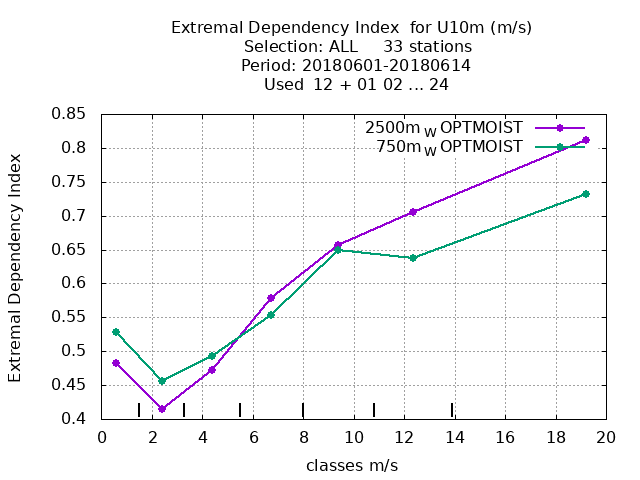 Extremal Dependency Index  for U10m (m/s)
Selection: ALL     33 stations
Period: 20180601-20180614
Used  12 + 01 02 ... 24
2500m W OPTMOIST
750m W OPTMOIST
Extremal Dependency Index
0.85
0.8
0.75
0.7
0.65
0.6
0.55
0.5
0.45
0.4
0 2 4 6 8 10 12 14 16 18 20
classes m/s